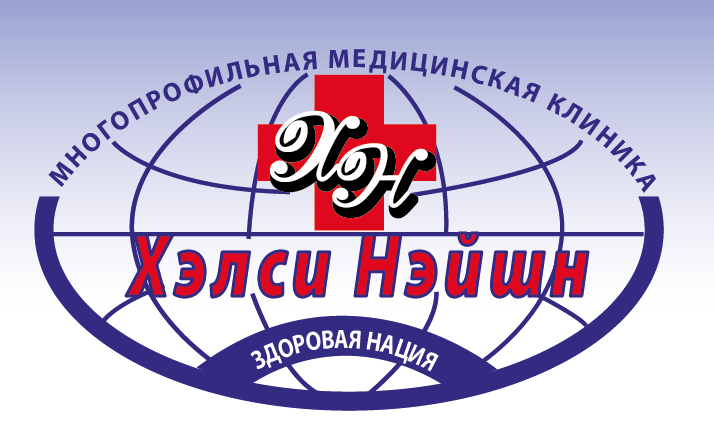 МНОГОПРОФИЛЬНАЯ МЕДИЦИНСКАЯ КЛИНИКА
ХН
Хэлси Нэйшн
ЗДОРОВАЯ НАЦИЯ